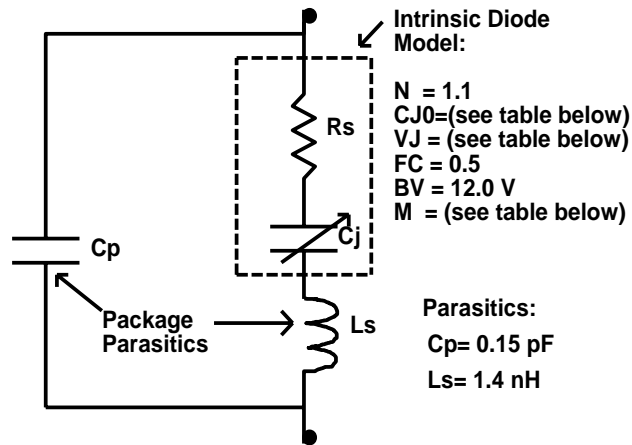 Intrinsic Diode
Model:
N = 1.1
CJ0=(see table below)
VJ = (see table below)
FC = 0.5
BV = 12.0 V
M = (see table below)
Rs
Cj
Cp
Package
Parasitics
Ls
Parasitics:
Cp= 0.15 pF
Ls= 1.4 nH